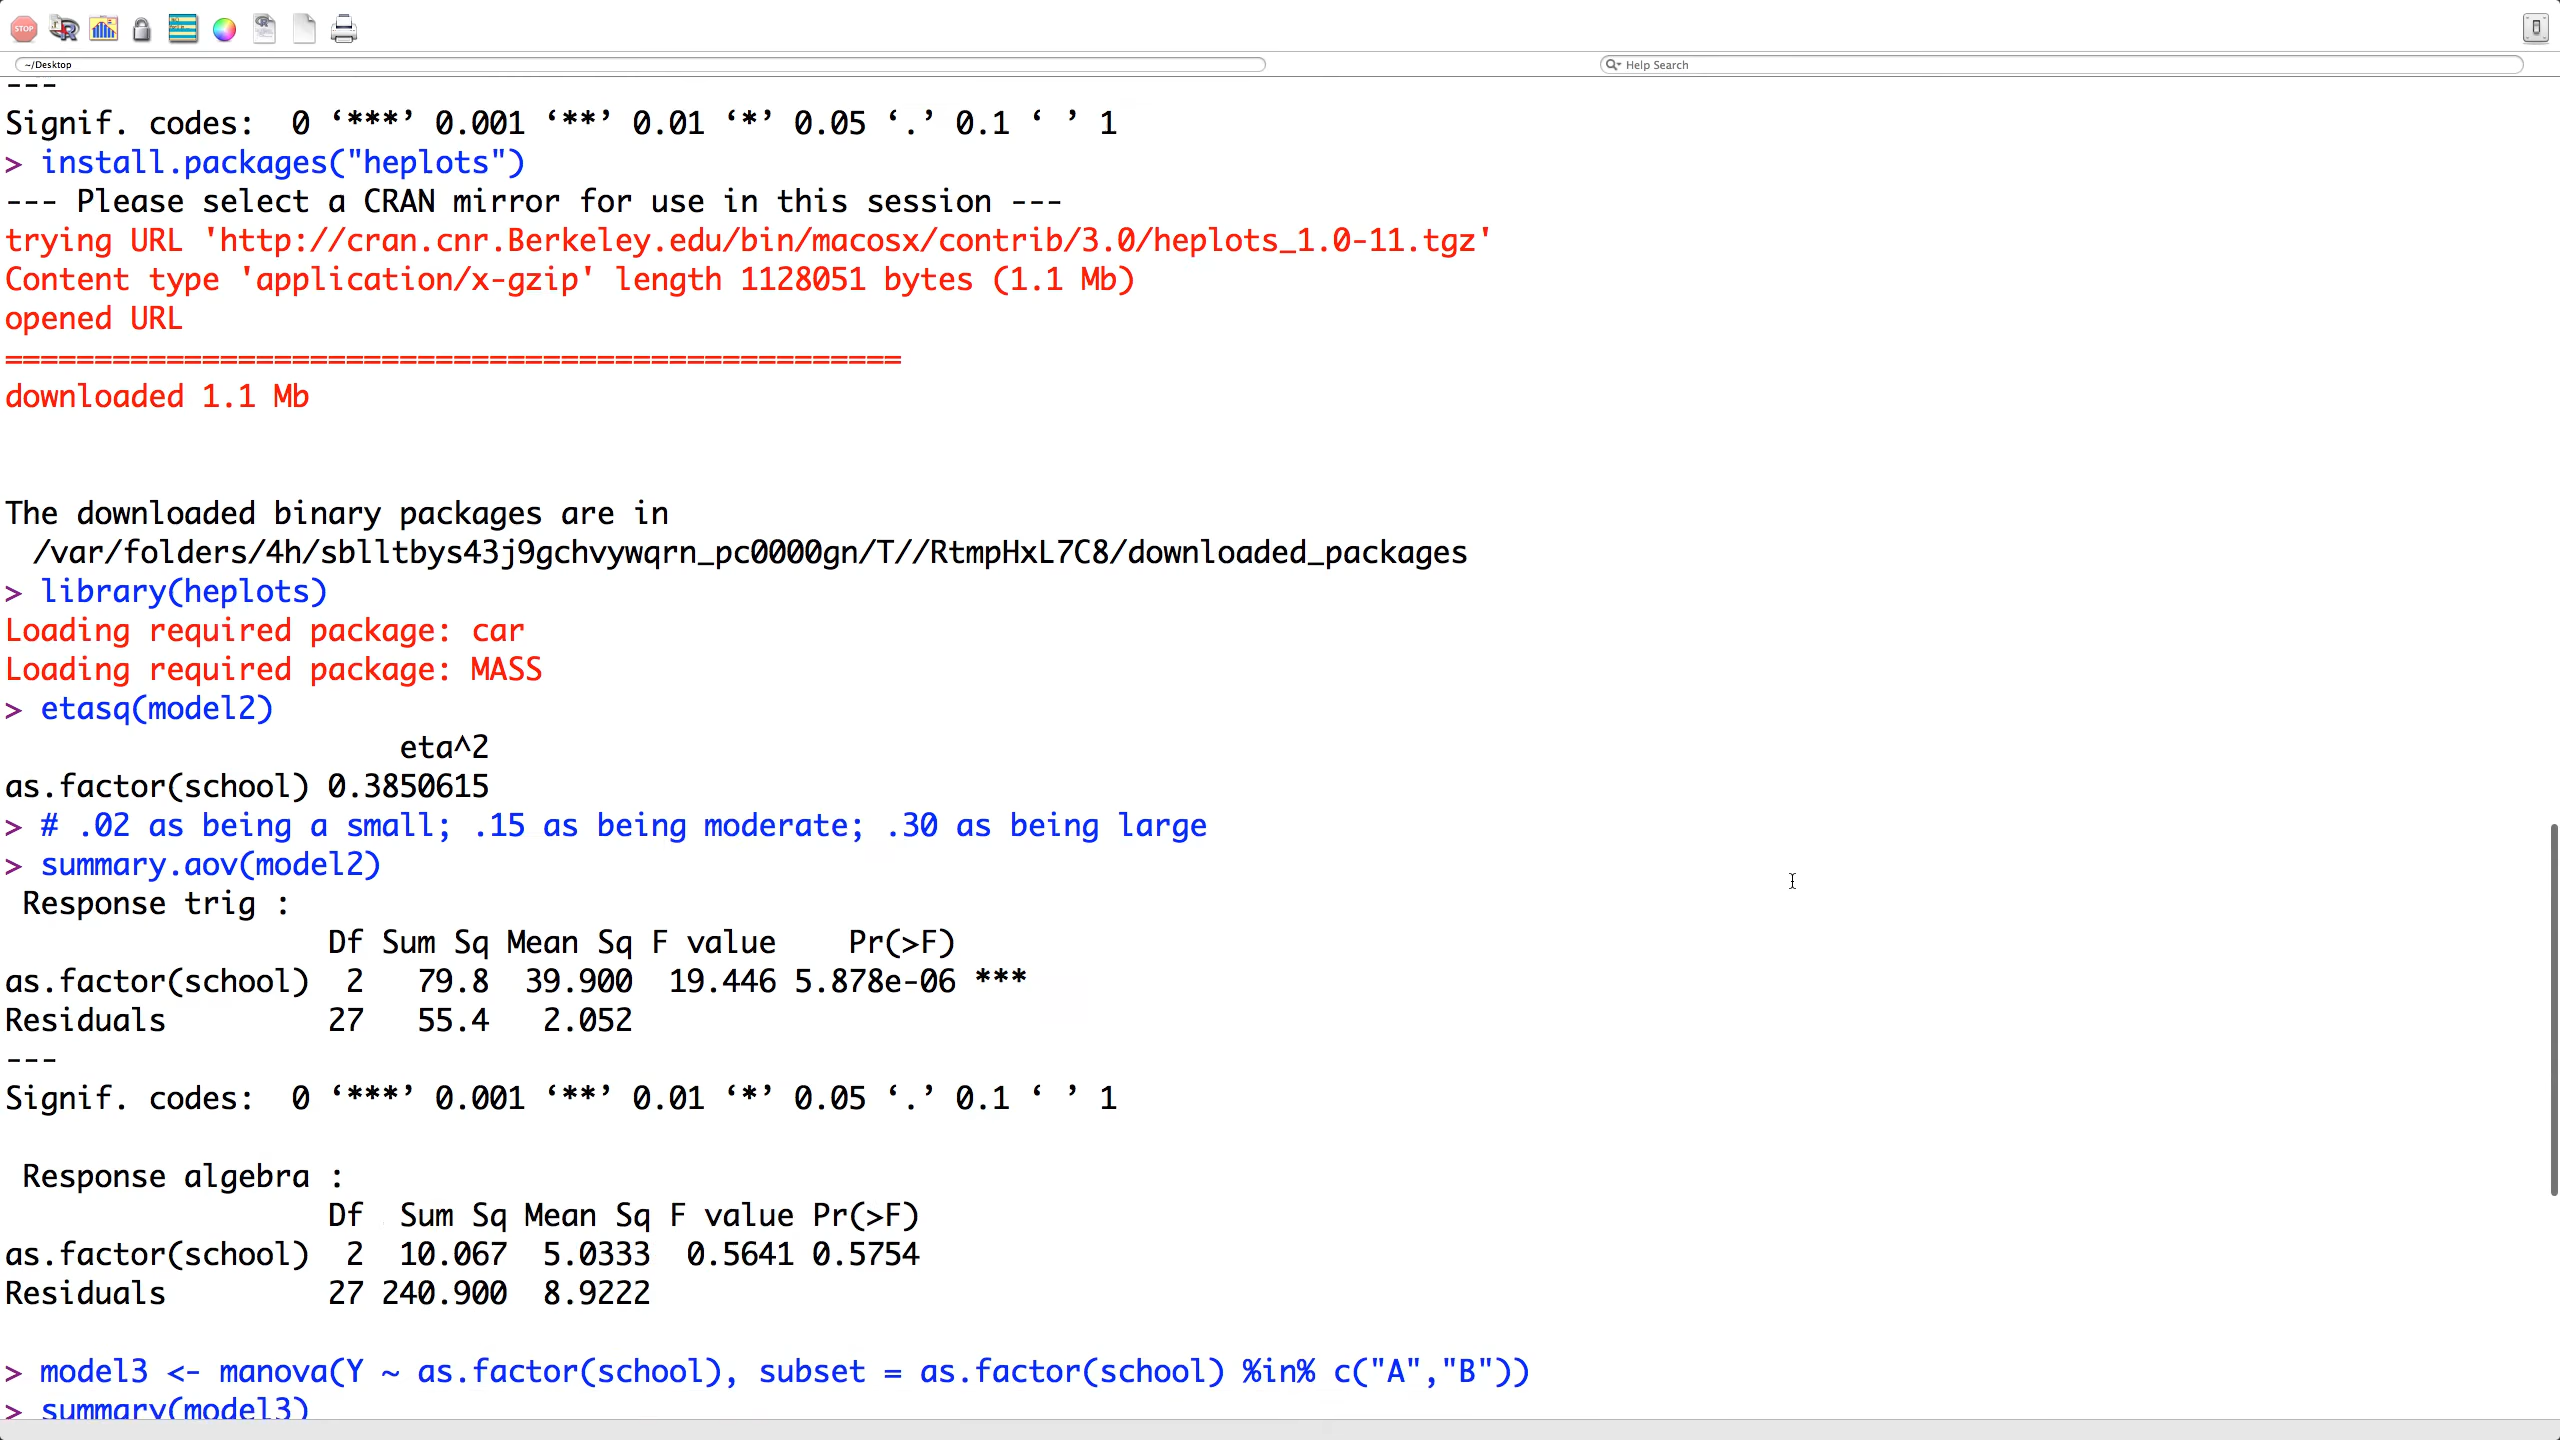 STOP
~/Desktop
Help Search
---
Signif. codes:  0 ‘***’ 0.001 ‘**’ 0.01 ‘*’ 0.05 ‘.’ 0.1 ‘ ’ 1
> install.packages("heplots")
--- Please select a CRAN mirror for use in this session ---
trying URL 'http://cran.cnr.Berkeley.edu/bin/macosx/contrib/3.0/heplots_1.0-11.tgz'
Content type 'application/x-gzip' length 1128051 bytes (1.1 Mb)
opened URL
==================================================
downloaded 1.1 Mb
The downloaded binary packages are in
/var/folders/4h/sblltbys43j9gchvywqrn_pc0000gn/T//RtmpHxL7C8/downloaded_packages
> library(heplots)
Loading required package: car
Loading required package: MASS
> etasq(model2)
eta^2
as.factor(school) 0.3850615
> # .02 as being a small; .15 as being moderate; .30 as being large
> summary.aov(model2)
Response trig :
Df Sum Sq Mean Sq F value    Pr(>F)
as.factor(school)  2   79.8  39.900  19.446 5.878e-06 ***
Residuals         27   55.4   2.052
---
Signif. codes:  0 ‘***’ 0.001 ‘**’ 0.01 ‘*’ 0.05 ‘.’ 0.1 ‘ ’ 1
Response algebra :
Df  Sum Sq Mean Sq F value Pr(>F)
as.factor(school)  2  10.067  5.0333  0.5641 0.5754
Residuals         27 240.900  8.9222
> model3 <- manova(Y ~ as.factor(school), subset = as.factor(school) %in% c("A","B"))
> summary(model3)